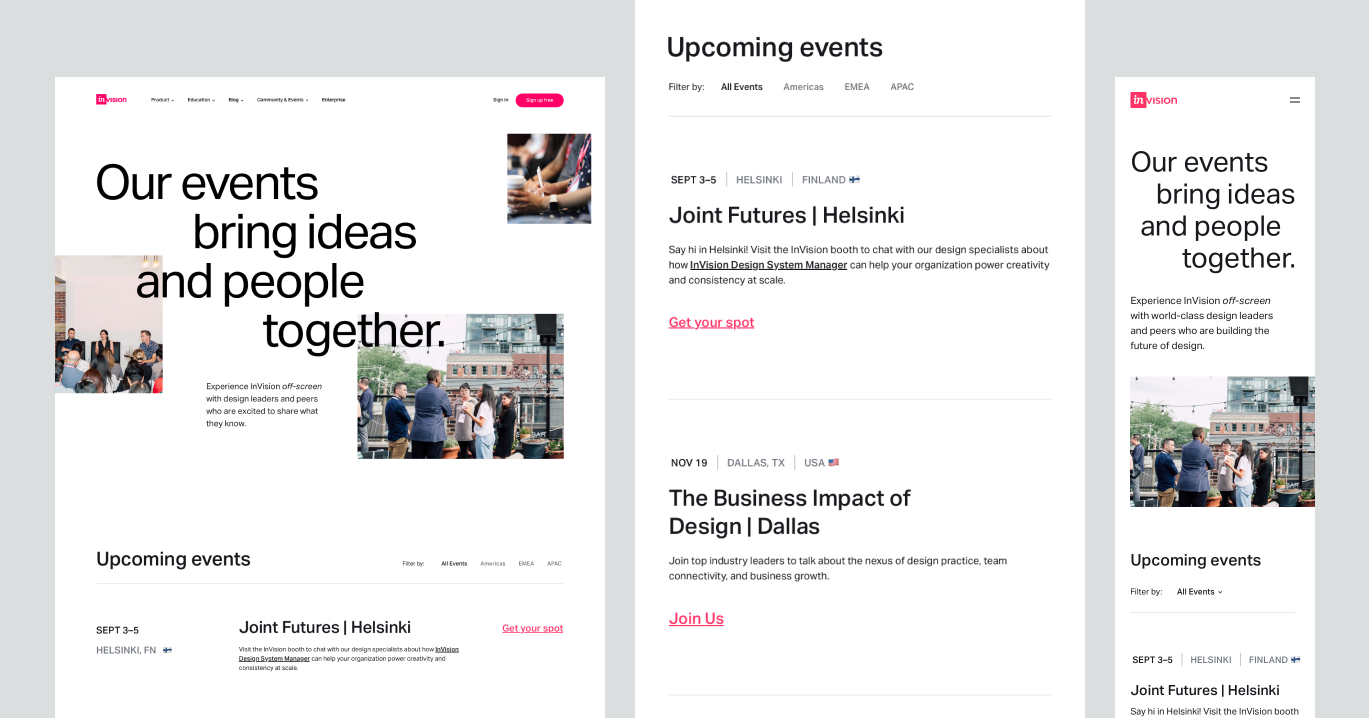 in VISION
Product
Education
Blog
Community & Events
Enterprise
Sign in
Sign up free
Our events
bring ideas
and people
together.
Experience InVision off-screen
with design leaders and peers
who are excited to share what
they know.
Upcoming events
Filter by: All Events Americas EMEA APAC
SEPT 3–5
HELSINKI, FN
Joint Futures | Helsinki
Visit the InVision booth to chat with our design specialists about how InVision
Design System Manager can help your organization power creativity and
consistency at scale.
Get your spot
Upcoming events
Filter by: All Events Americas EMEA APAC
SEPT 3–5 | HELSINKI | FINLAND
Joint Futures | Helsinki
Say hi in Helsinki! Visit the InVision booth to chat with our design specialists about
how InVision Design System Manager can help your organization power creativity
and consistency at scale.
Get your spot
NOV 19 | DALLAS, TX | USA
The Business Impact of
Design | Dallas
Join top industry leaders to talk about the nexus of design practice, team
connectivity, and business growth.
Join Us
in VISION
Our events
bring ideas
and people
together.
Experience InVision off-screen
with world-class design leaders
and peers who are building the
future of design.
Upcoming events
Filter by: All Events
SEPT 3–5 | HELSINKI | FINLAND
Joint Futures | Helsinki
Say hi in Helsinki! Visit the InVision booth